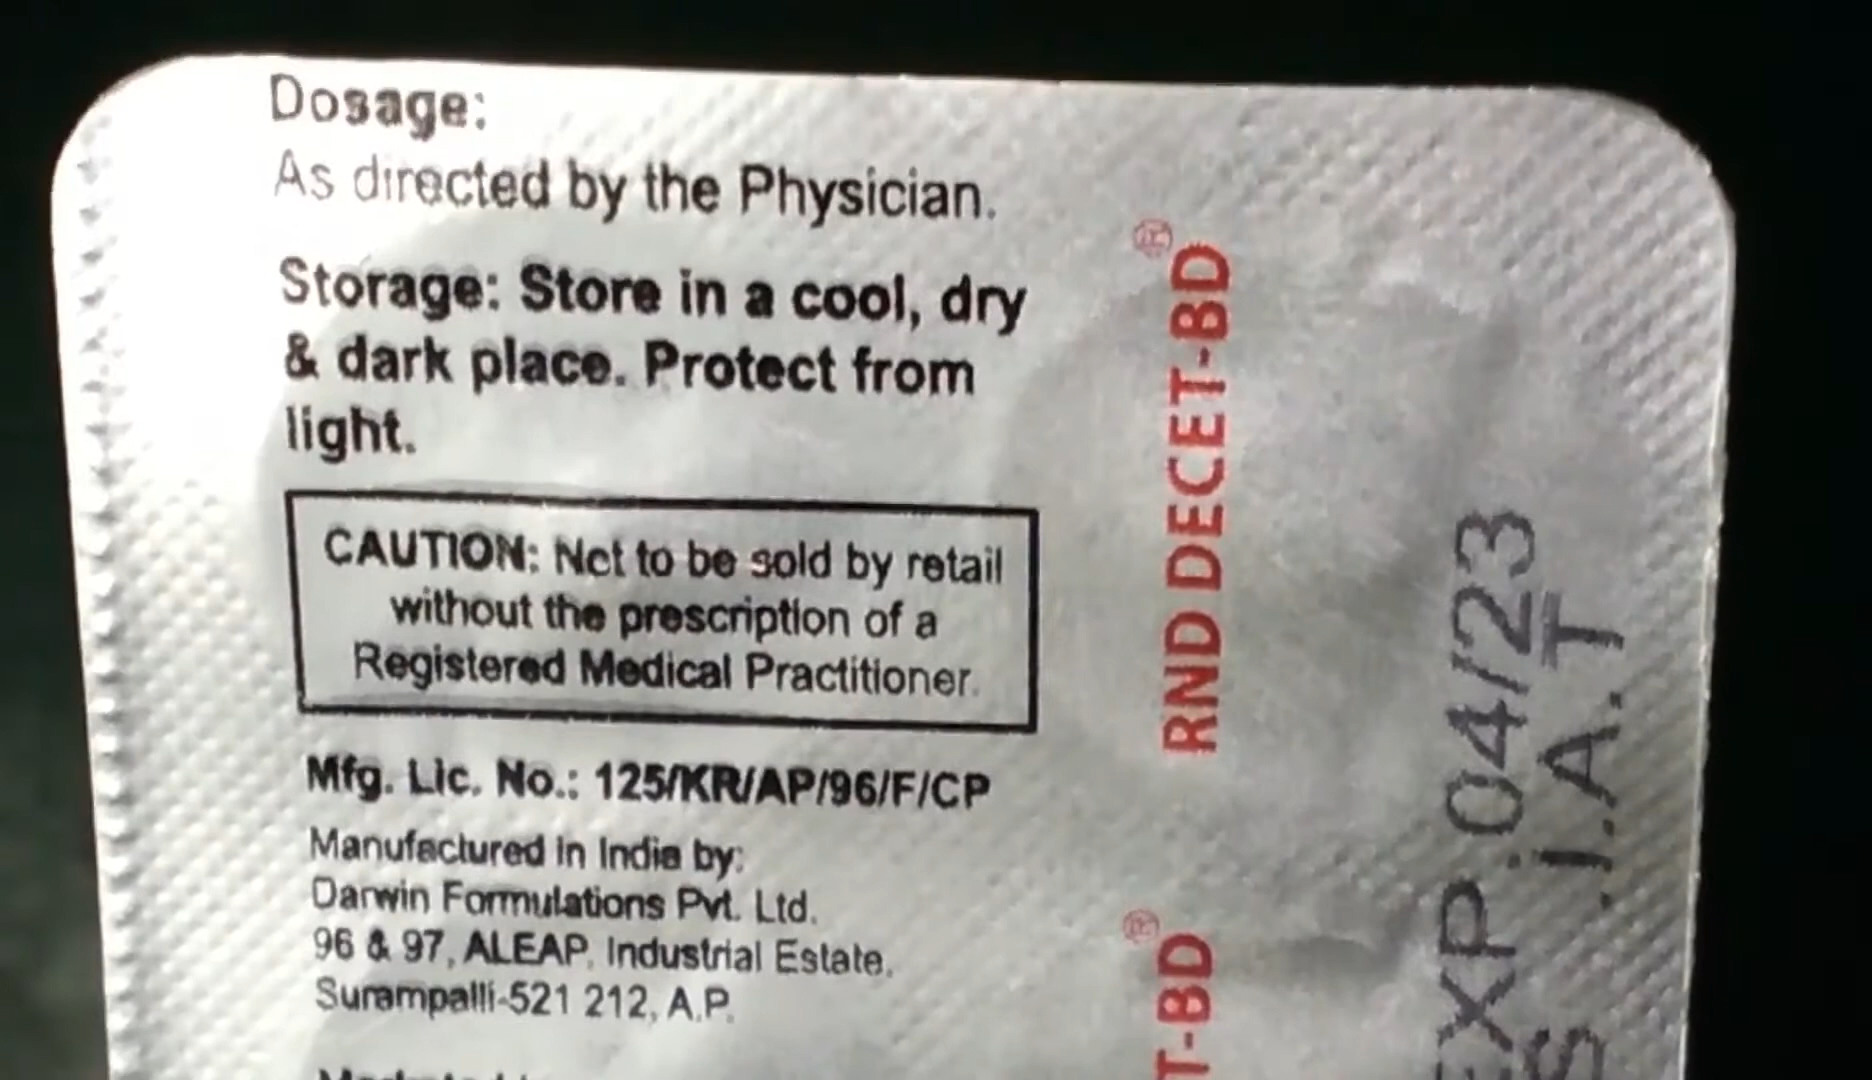 Dosage:
As directed by the Physician.
Storage: Store in a cool, dry
& dark place. Protect from
light.
CAUTION: Not to be sold by retail
without the prescription of a
Registered Medical Practitioner.
Mfg. Lic. No.: 125/KR/AP/96/F/CP
Manufactured in India by:
Darwin Formulations Pvt. Ltd.
96 & 97, ALEAP, Industrial Estate,
Surampalli-521 212, A.P.
RND DECET-BD
T-BD
EXP.04/23
S .I.A.T